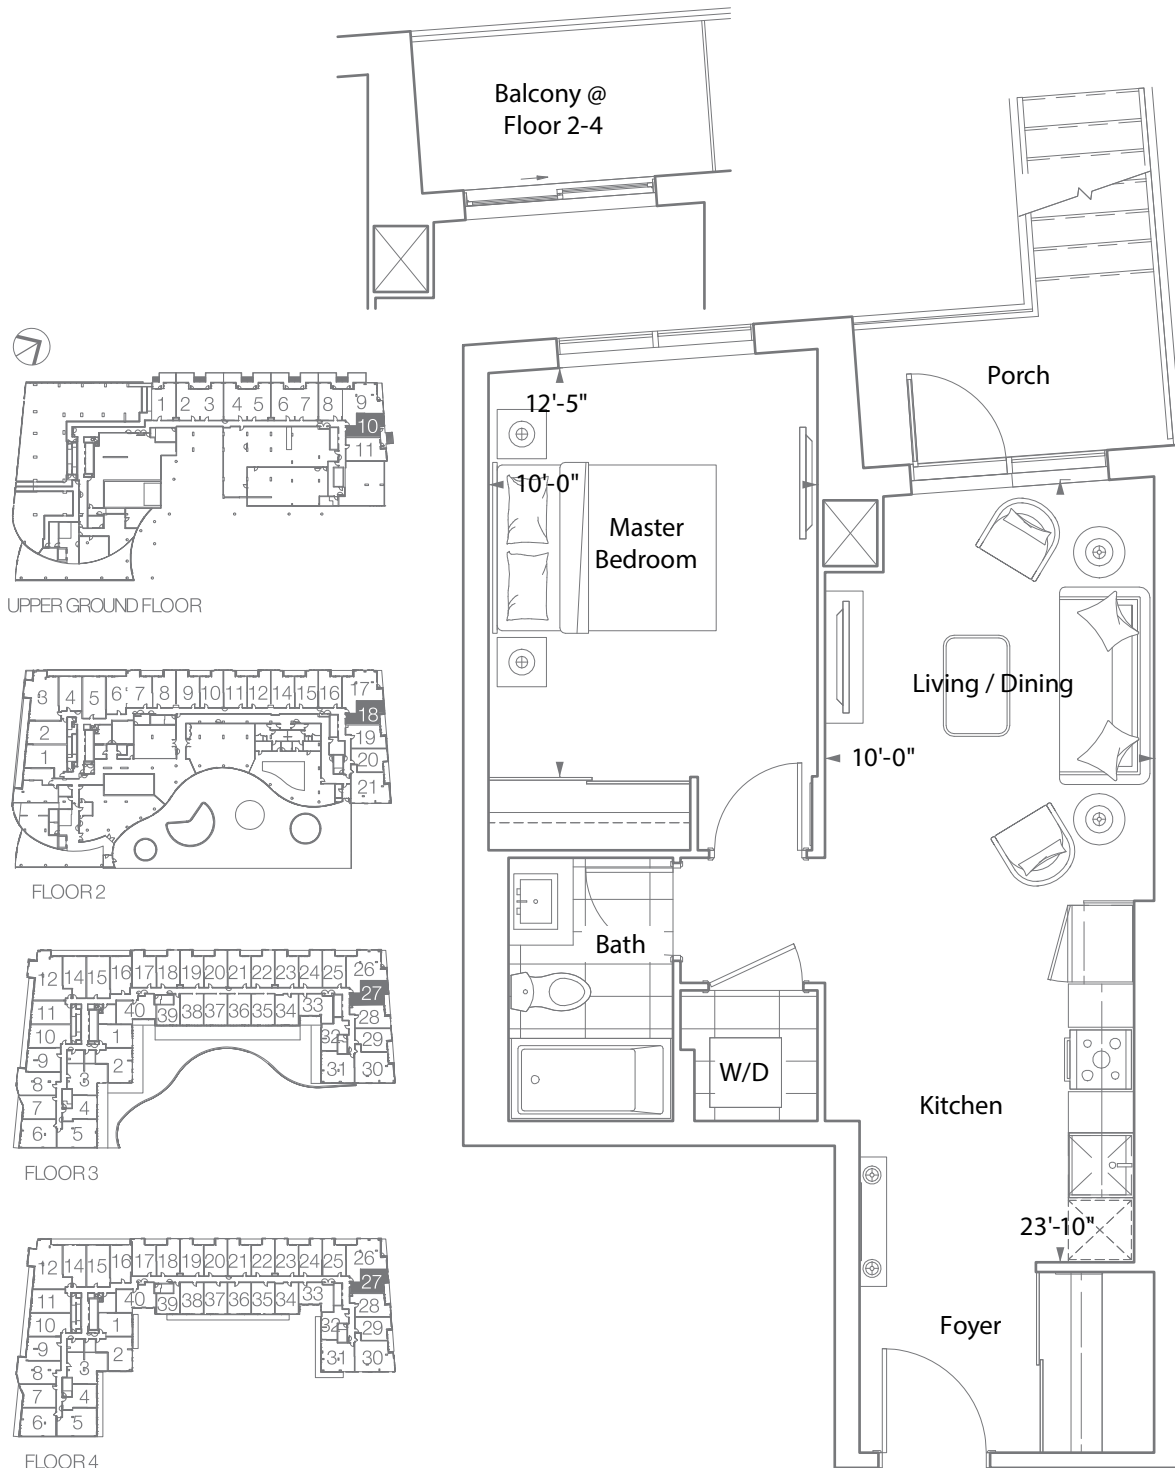 Balcony @
Floor 2-4
Porch
12'-5"
10'-0"
Master
Bedroom
Living / Dining
10'-0"
Bath
W/D
Kitchen
23'-10"
Foyer
1 2 3 4 5 6 7 8 9
10
11
UPPER GROUND FLOOR
3 4 5 6 7 8 9 10 11 12 14 15 16 17
18
2
19
1
20
21
FLOOR 2
12 14 15 16 17 18 19 20 21 22 23 24 25 26
27
11
40 39 38 37 36 35 34 33
28
10
1
32 29
9
3 2
8
31 30
7
4
6 5
FLOOR 3
12 14 15 16 17 18 19 20 21 22 23 24 25 26
27
11
40 39 38 37 36 35 34 33
28
10
1
32 29
9
3 2
8
31 30
7
4
6 5
FLOOR 4